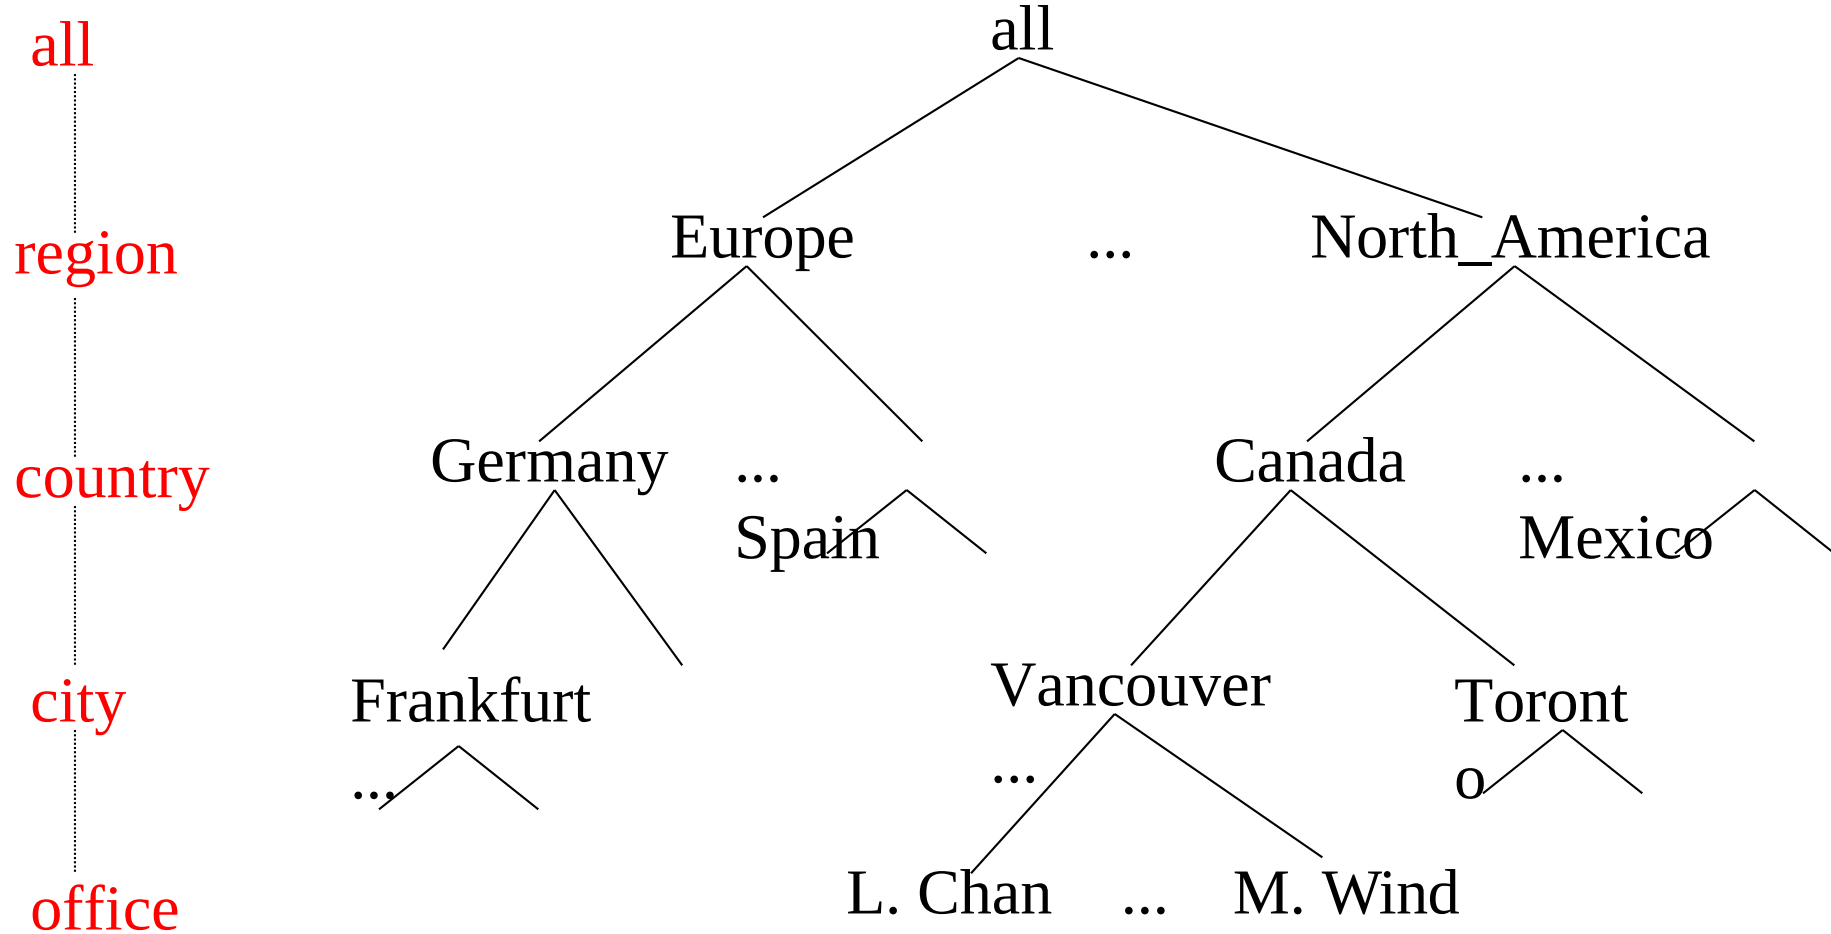 all
all
region
Europe ... North_America
country
Germany ...
Spain
Canada ...
Mexico
city
Frankfurt
...
Vancouver
...
Toront
o
office
L. Chan ... M. Wind